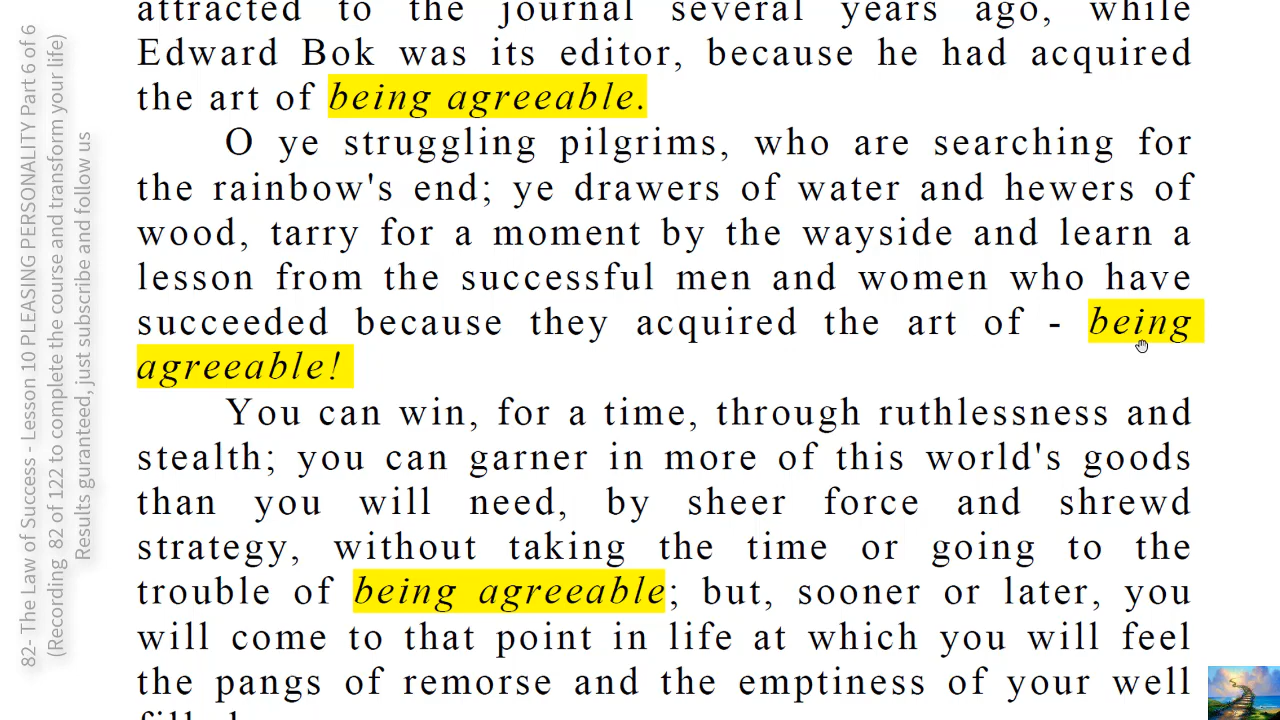 attracted to the journal several years ago, while
Edward Bok was its editor, because he had acquired
the art of being agreeable.
O ye struggling pilgrims, who are searching for
the rainbow's end; ye drawers of water and hewers of
wood, tarry for a moment by the wayside and learn a
lesson from the successful men and women who have
succeeded because they acquired the art of - being
agreeable!
You can win, for a time, through ruthlessness and
stealth; you can garner in more of this world's goods
than you will need, by sheer force and shrewd
strategy, without taking the time or going to the
trouble of being agreeable; but, sooner or later, you
will come to that point in life at which you will feel
the pangs of remorse and the emptiness of your well
82- The Law of Success - Lesson 10 PLEASING PERSONALITY Part 6 of 6
(Recording 82 of 122 to complete the course and transform your life)
Results guranteed, just subscribe and follow us